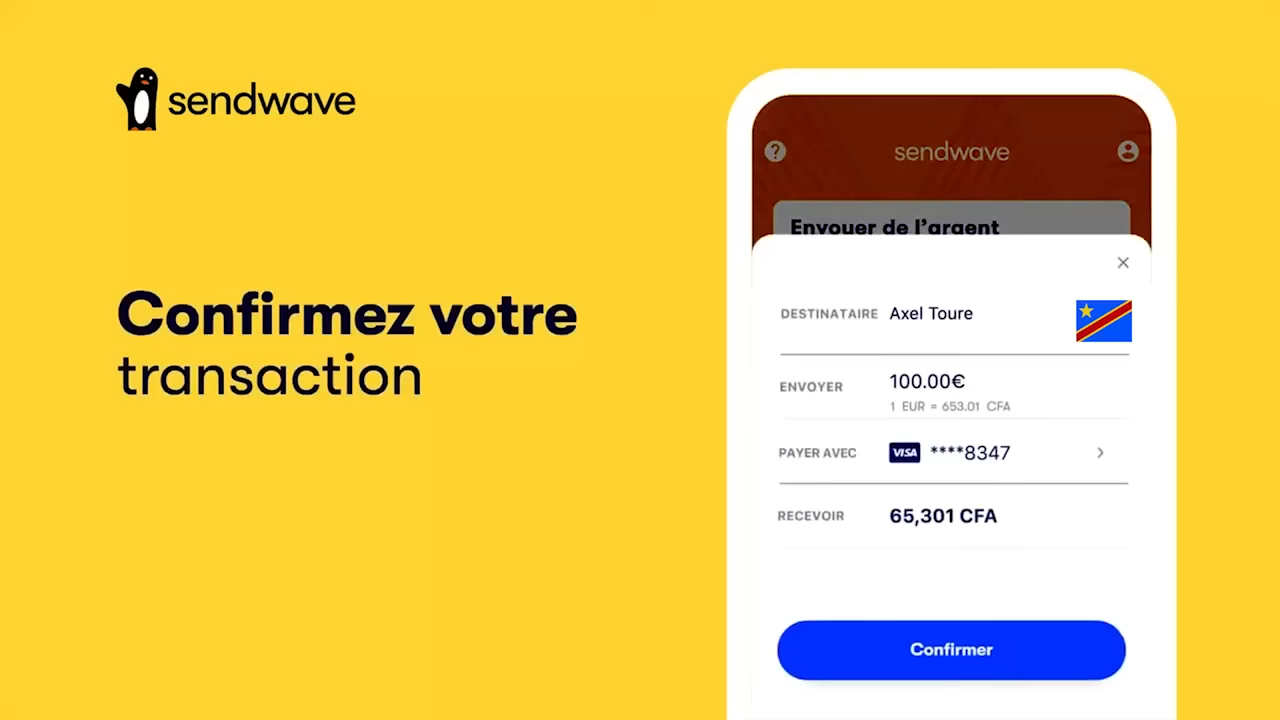 sendwave
Confirmez votre
transaction
?
sendwave
Envoyer de l'argent
DESTINATAIRE Axel Toure
ENVOYER 100.00€
1 EUR = 653.01 CFA
PAYER AVEC VISA ****8347
RECEVOIR 65,301 CFA
Confirmer